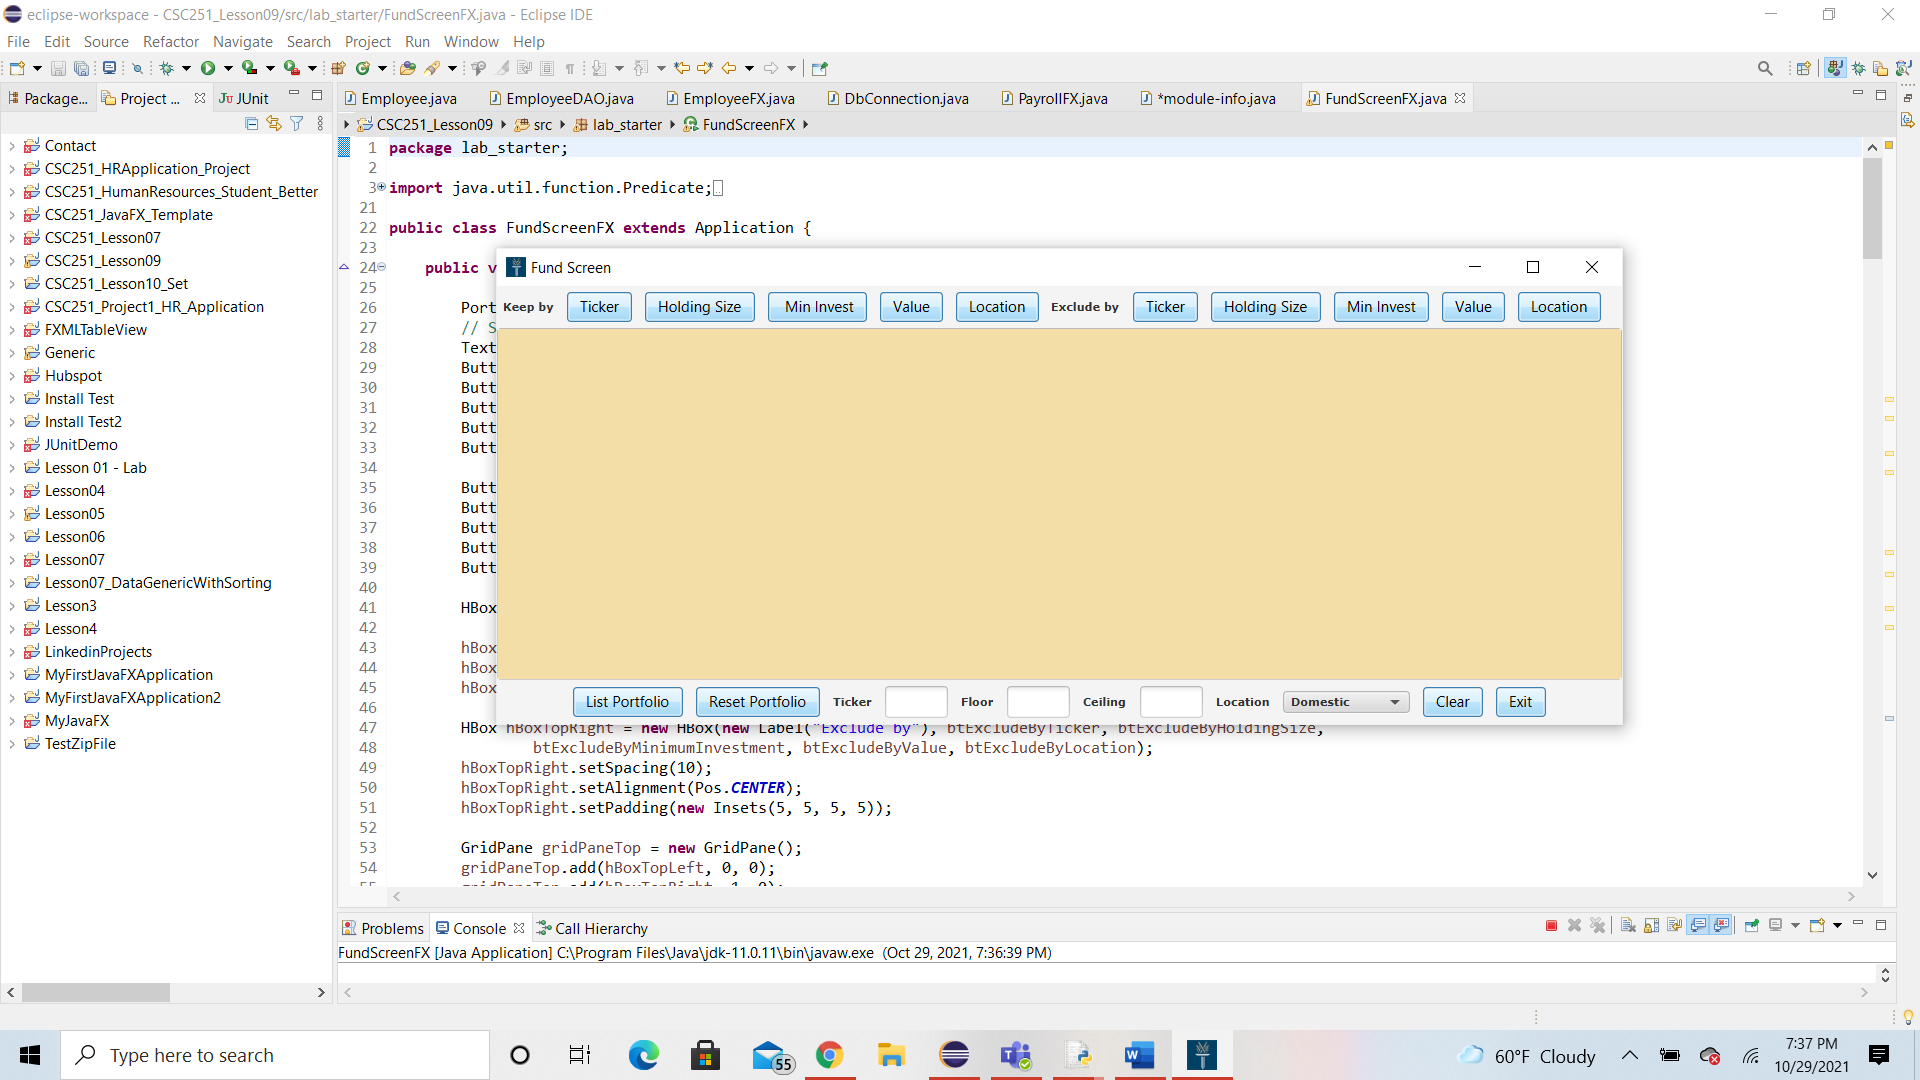 eclipse-workspace - CSC251_Lesson09/src/lab_starter/FundScreenFX.java - Eclipse IDE
File Edit Source Refactor Navigate Search Project Run Window Help
Package... Project ... JUnit
Employee.java EmployeeDAO.java EmployeeFX.java DbConnection.java PayrollFX.java *module-info.java FundScreenFX.java
CSC251_Lesson09 src lab_starter FundScreenFX
Contact
CSC251_HRApplication_Project
CSC251_HumanResources_Student_Better
CSC251_JavaFX_Template
CSC251_Lesson07
CSC251_Lesson09
CSC251_Lesson10_Set
CSC251_Project1_HR_Application
FXMLTableView
Generic
Hubspot
Install Test
Install Test2
JUnitDemo
Lesson 01 - Lab
Lesson04
Lesson05
Lesson06
Lesson07
Lesson07_DataGenericWithSorting
Lesson3
Lesson4
LinkedinProjects
MyFirstJavaFXApplication
MyFirstJavaFXApplication2
MyJavaFX
TestZipFile
1 package lab_starter;
2
3 import java.util.function.Predicate;
21
22 public class FundScreenFX extends Application {
23
24 public v
25
26 Port
27 // S
28 Text
29 Butt
30 Butt
31 Butt
32 Butt
33 Butt
34
35 Butt
36 Butt
37 Butt
38 Butt
39 Butt
40
41 HBox
42
43 hBox
44 hBox
45 hBox
46
47 HBox hBoxTopRight = new HBox(new Label("Exclude by"), btExcludeByTicker, btExcludeByHoldingSize,
48 btExcludeByMinimumInvestment, btExcludeByValue, btExcludeByLocation);
49 hBoxTopRight.setSpacing(10);
50 hBoxTopRight.setAlignment(Pos.CENTER);
51 hBoxTopRight.setPadding(new Insets(5, 5, 5, 5));
52
53 GridPane gridPaneTop = new GridPane();
54 gridPaneTop.add(hBoxTopLeft, 0, 0);
55 gridPaneTop.add(hBoxTopRight, 1, 0);
Fund Screen
Keep by Ticker Holding Size Min Invest Value Location Exclude by Ticker Holding Size Min Invest Value Location
List Portfolio Reset Portfolio Ticker Floor Ceiling Location Domestic Clear Exit
Problems Console Call Hierarchy
FundScreenFX [Java Application] C:\Program Files\Java\jdk-11.0.11\bin\javaw.exe (Oct 29, 2021, 7:36:39 PM)
Type here to search
55
60°F Cloudy
7:37 PM
10/29/2021